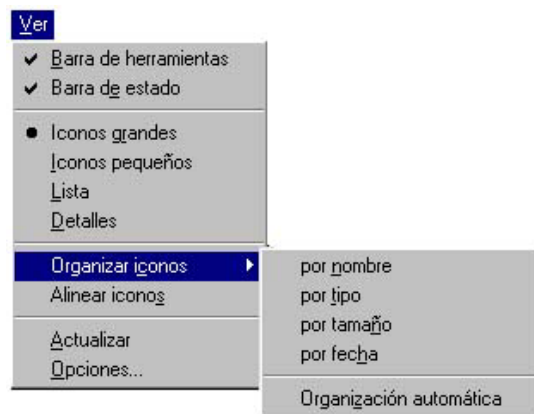 Ver
Barra de herramientas
Barra de estado
Iconos grandes
Iconos pequeños
Lista
Detalles
Organizar iconos
Alinear iconos
Actualizar
Opciones...
por nombre
por tipo
por tamaño
por fecha
Organización automática